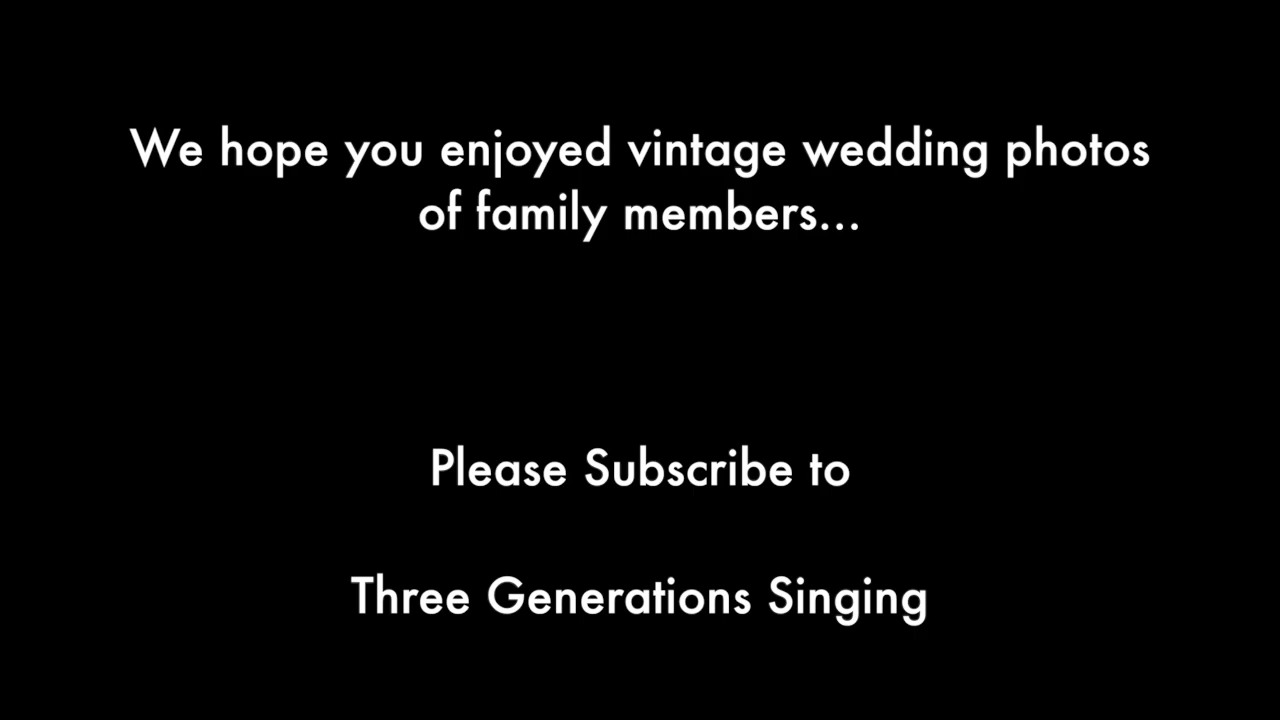 We hope you enjoyed vintage wedding photos
of family members...
Please Subscribe to
Three Generations Singing